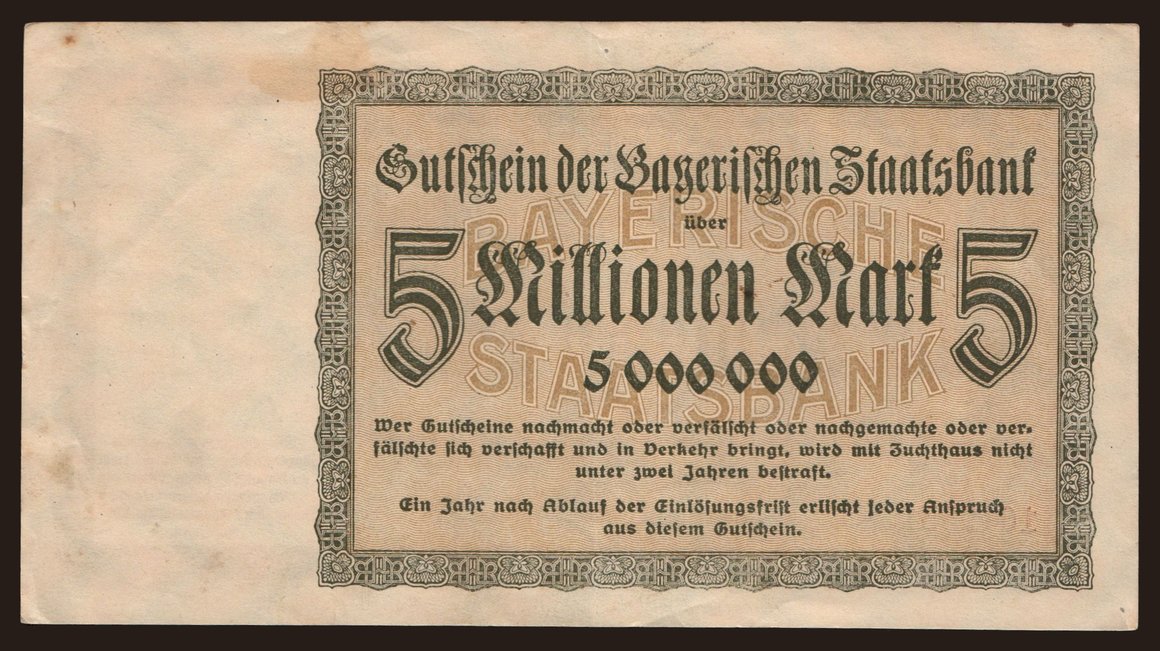 Gutschein der Bayerischen Staatsbank
BAYERISCHE
über
5 Millionen Mark 5
STAATSBANK
5 000 000
Wer Gutscheine nachmacht oder verfälscht oder nachgemachte oder ver-
fälschte sich verschafft und in Verkehr bringt, wird mit Zuchthaus nicht
unter zwei Jahren bestraft.
Ein Jahr nach Ablauf der Einlösungsfrist erlischt jeder Anspruch
aus diesem Gutschein.